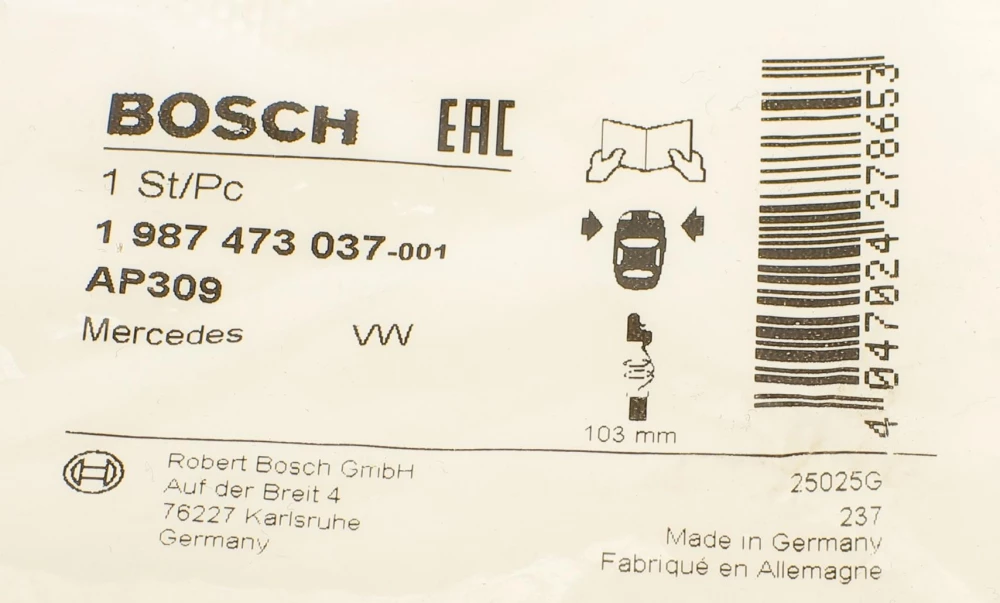 BOSCH EAC
1 St/Pc
1 987 473 037-001
AP309
Mercedes VW
103 mm
4 047024 278653
Robert Bosch GmbH
Auf der Breit 4
76227 Karlsruhe
Germany
25025G
237
Made in Germany
Fabriqué en Allemagne